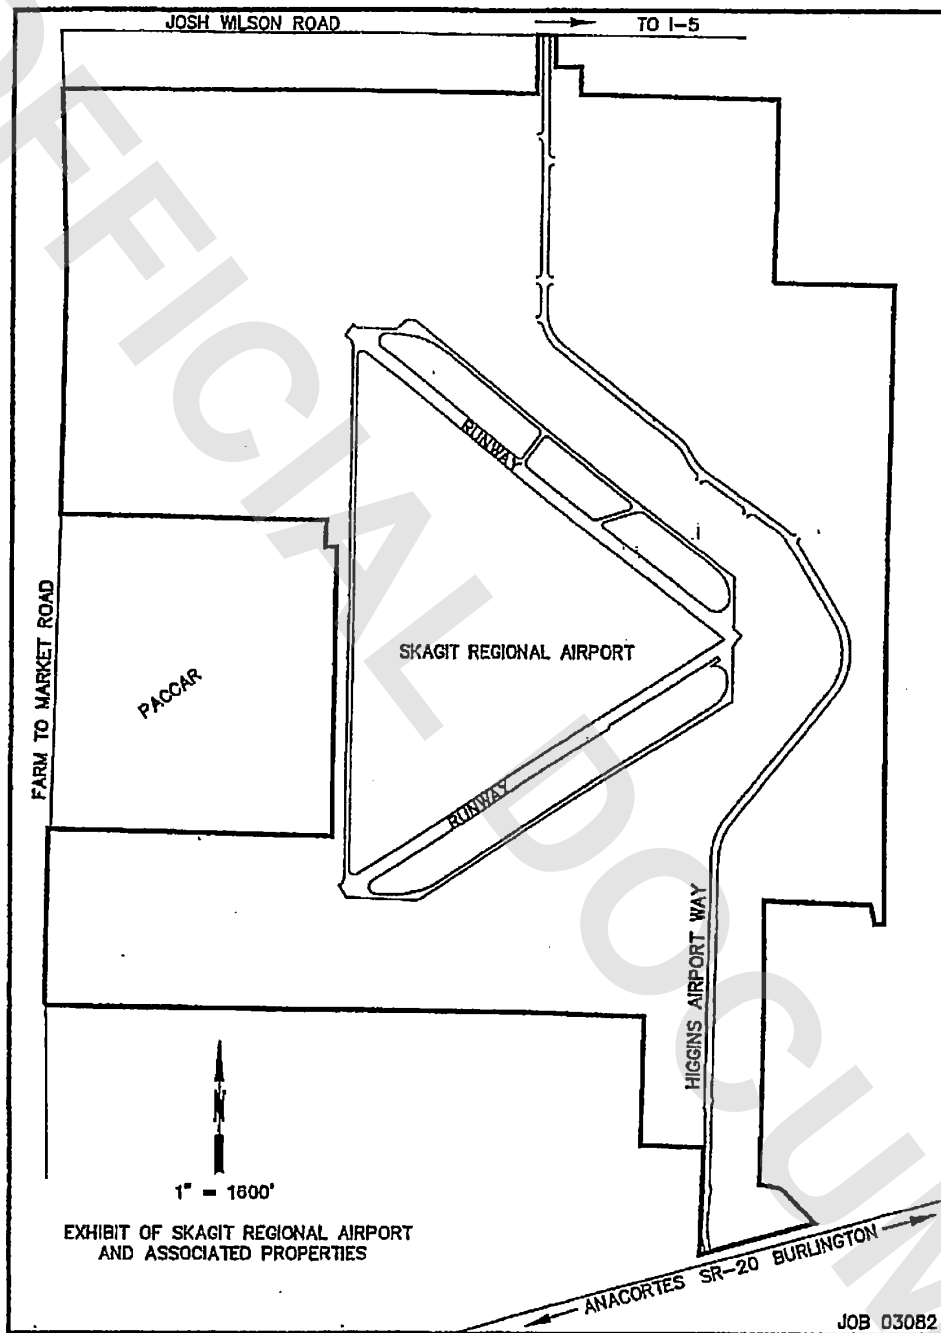 JOSH WILSON ROAD
TO I-5
RUNWAY
SKAGIT REGIONAL AIRPORT
FARM TO MARKET ROAD
PACCAR
RUNWAY
HIGGINS AIRPORT WAY
N
1" = 1600'
EXHIBIT OF SKAGIT REGIONAL AIRPORT
AND ASSOCIATED PROPERTIES
ANACORTES SR-20 BURLINGTON
JOB 03082
OFFICIAL DOCUM